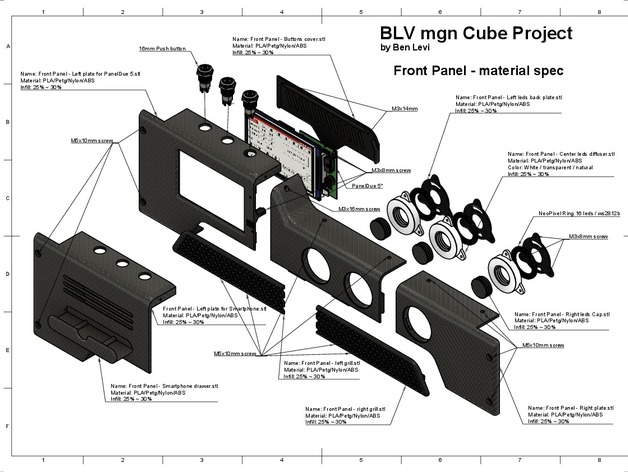 1 2 3 4 5 6 7 8
BLV mgn Cube Project
by Ben Levi
Front Panel - material spec
A
A
16mm Push button
Name: Front Panel - Buttons cover.stl
Material: PLA/Petg/Nylon/ABS
Infill: 25% ~ 30%
Name: Front Panel - Left plate for PanelDue 5.stl
Material: PLA/Petg/Nylon/ABS
Infill: 25% ~ 30%
Name: Front Panel - Left leds back plate.stl
Material: PLA/Petg/Nylon/ABS
Infill: 25% ~ 30%
M3x14mm
B
B
M5x10mm screw
Name: Front Panel - Center leds diffuser.stl
Material: PLA/Petg/Nylon/ABS
Color: White / transparent / natural
Infill: 25% ~ 30%
M3x8mm screw
PanelDue 5"
C
C
M3x16mm screw
NeoPixel Ring 16 leds / ws2812b
M3x8mm screw
D
D
Front Panel - Left plate for Smartphone.stl
Material: PLA/Petg/Nylon/ABS
Infill: 25% ~ 30%
Name: Front Panel - Right leds Cap.stl
Material: PLA/Petg/Nylon/ABS
Infill: 25% ~ 30%
M5x10mm screw
M5x10mm screw
E
E
Name: Front Panel - left grill.stl
Material: PLA/Petg/Nylon/ABS
Infill: 25% ~ 30%
Name: Front Panel - Smartphone drawer.stl
Material: PLA/Petg/Nylon/ABS
Infill: 25% ~ 30%
Name: Front Panel - right grill.stl
Material: PLA/Petg/Nylon/ABS
Infill: 25% ~ 30%
Name: Front Panel - Right plate.stl
Material: PLA/Petg/Nylon/ABS
Infill: 25% ~ 30%
F
F
1 2 3 4 5 6 7 8